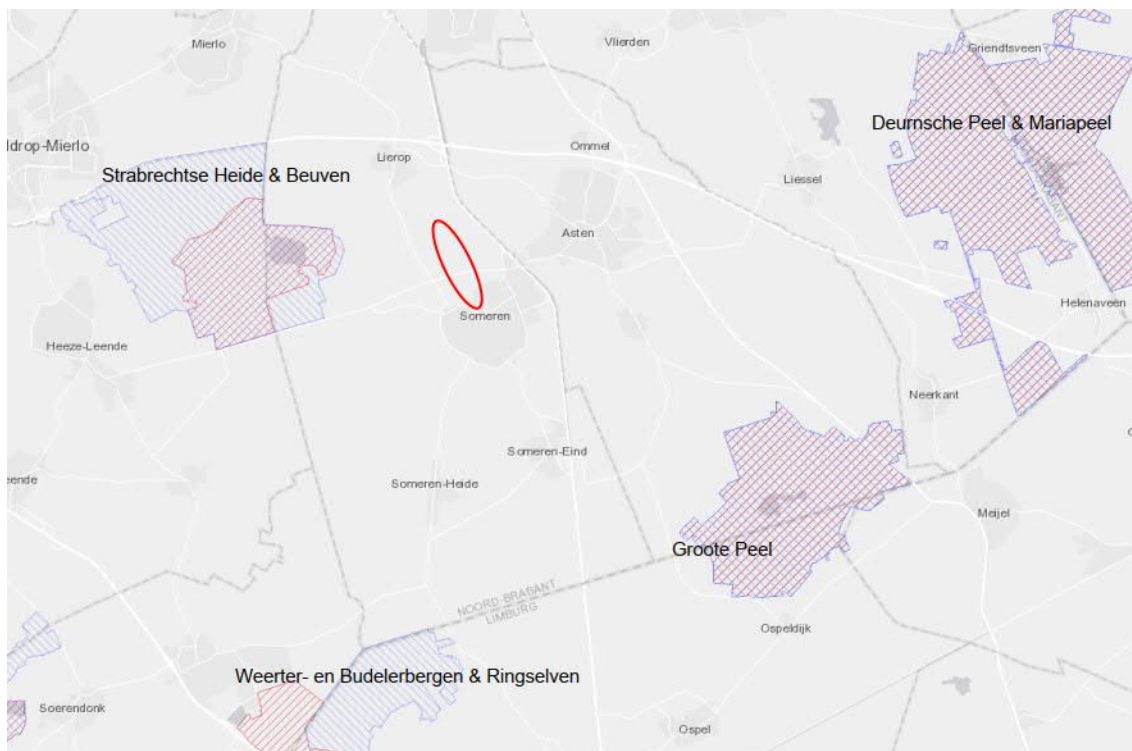 Mierlo
Vlierden
Griendtsveen
Deurnsche Peel & Mariapeel
ldrop-Mierlo
Lierop
Ommel
Liessel
Strabrechtse Heide & Beuven
Asten
Helenaveen
Someren
Heeze-Leende
Neerkant
Someren-Eind
Someren-Heide
eende
Meijel
Groote Peel
NOORD-BRABANT
LIMBURG
Ospeldijk
Weerter- en Budelerbergen & Ringselven
Soerendonk
Ospel